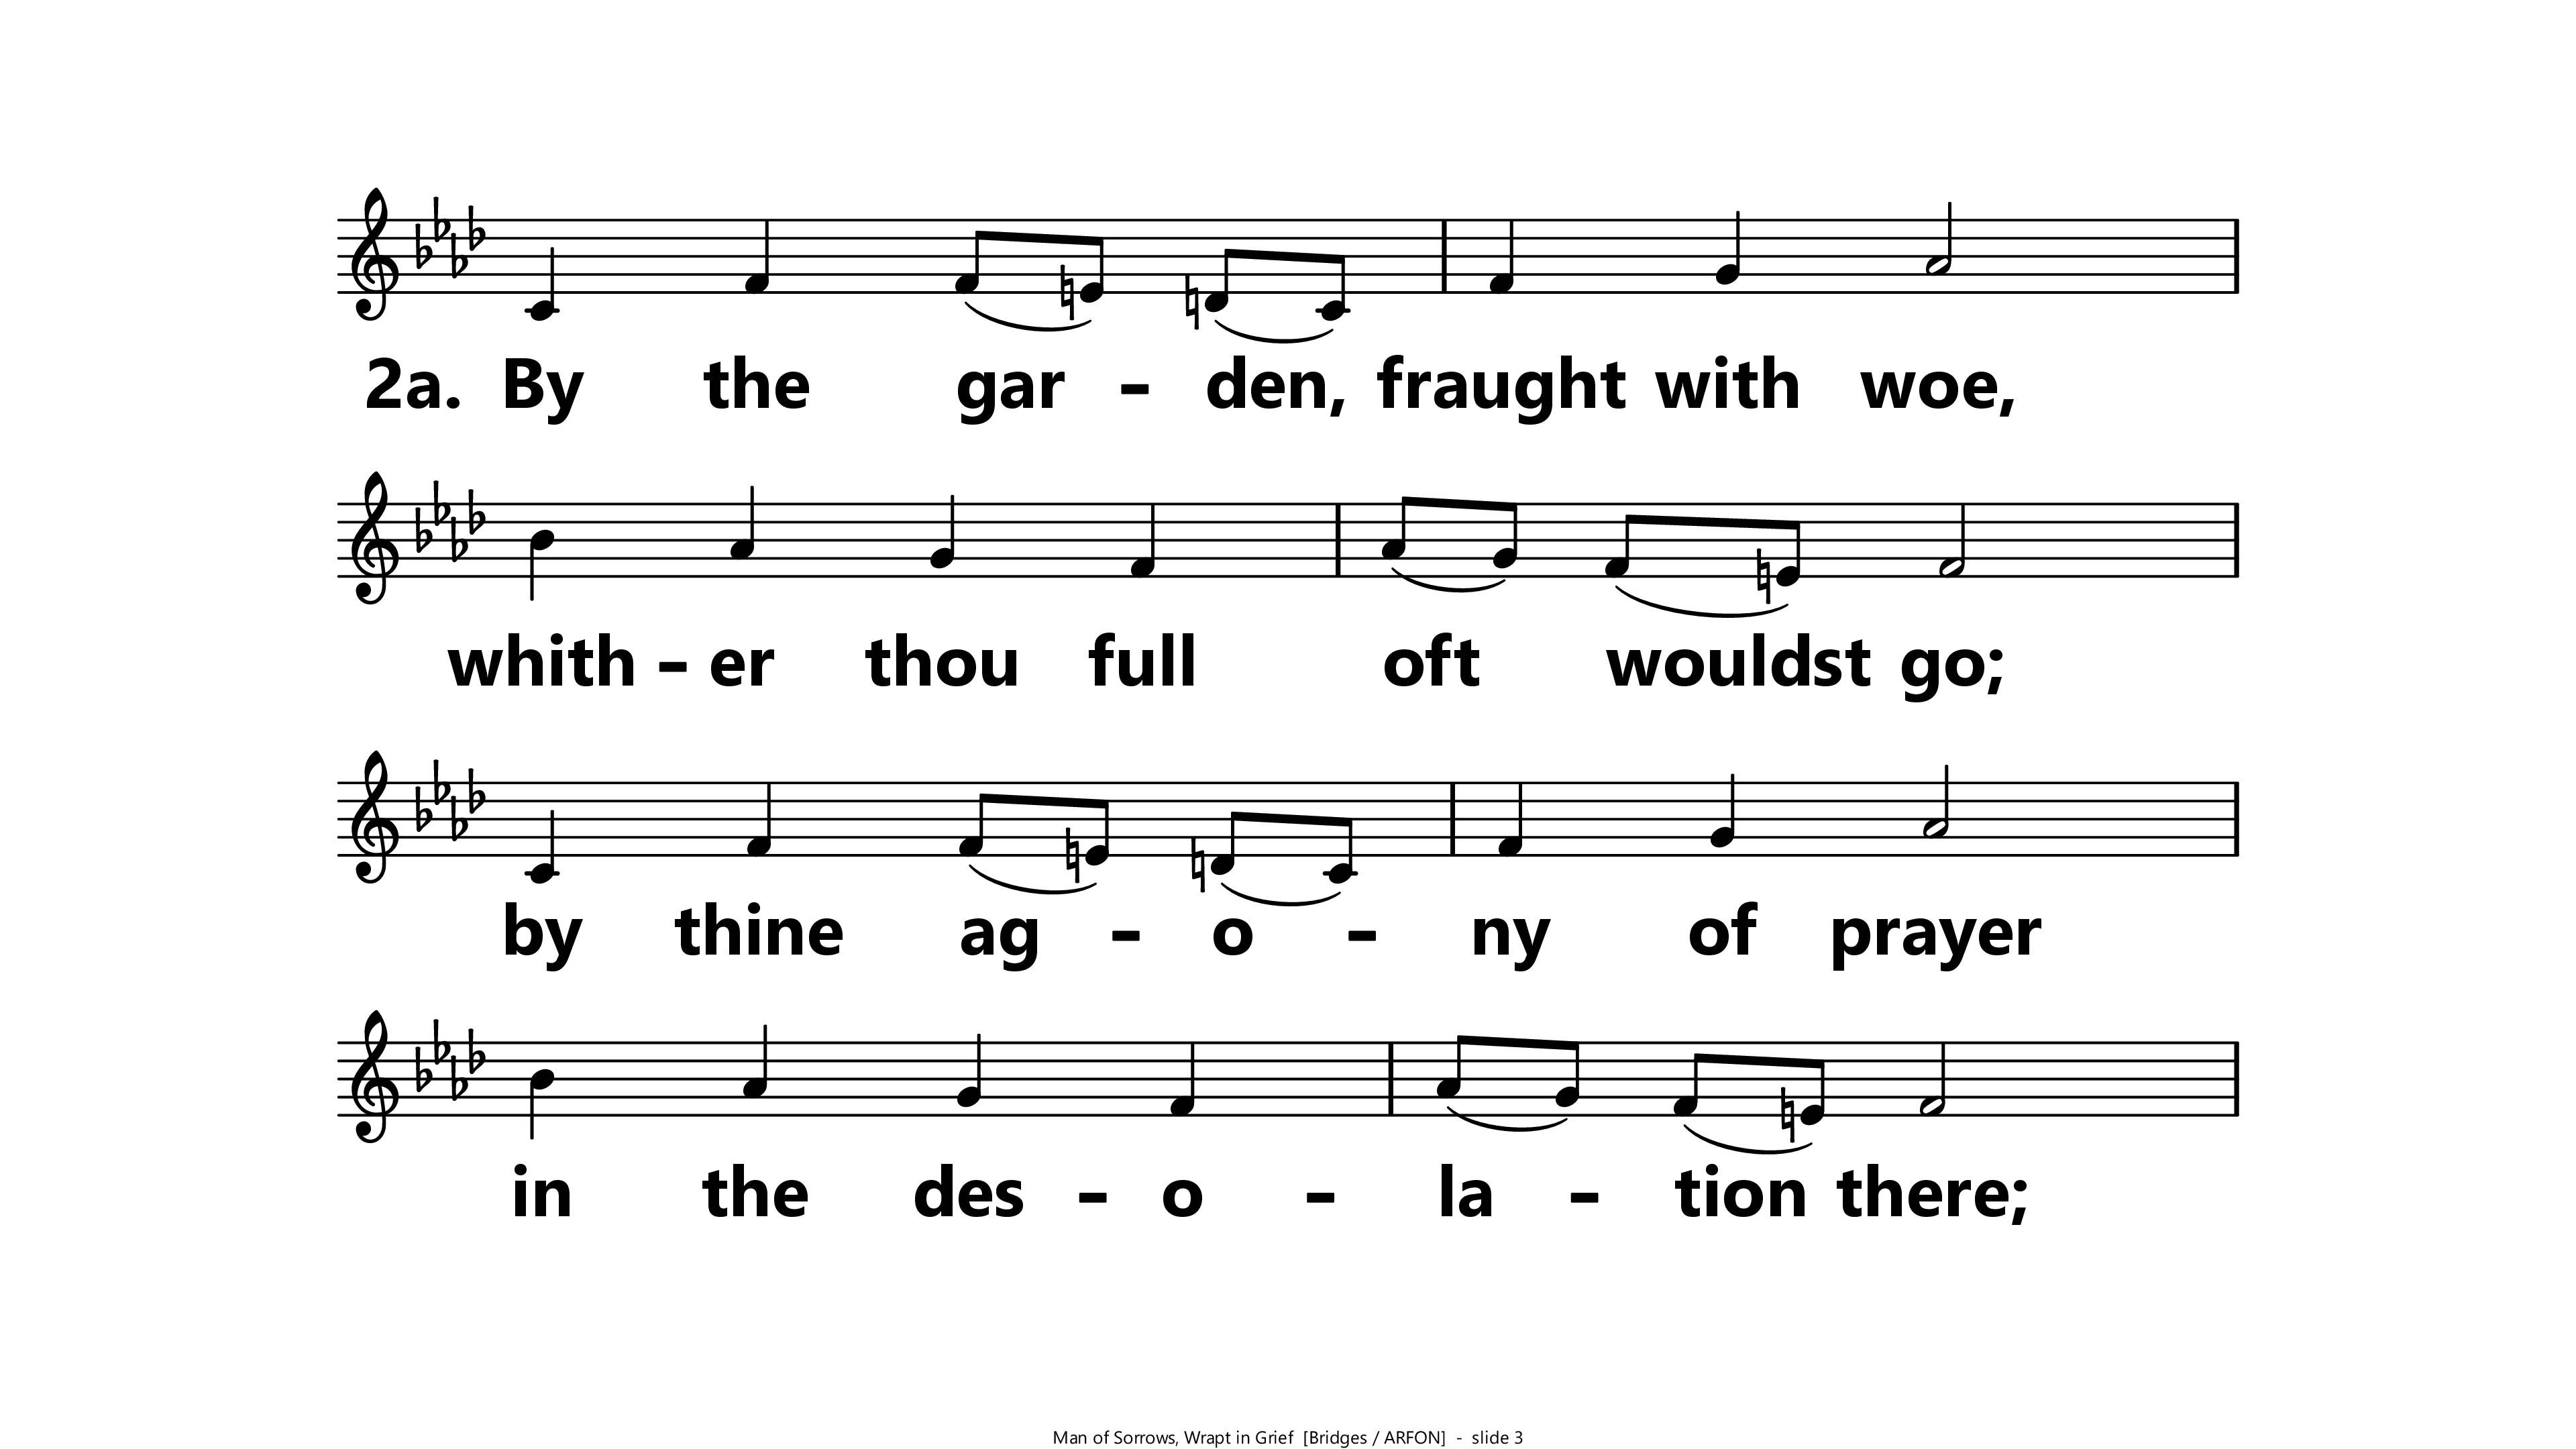 2a. By the gar - den, fraught with woe,
whith - er thou full oft wouldst go;
by thine ag - o - ny of prayer
in the des - o - la - tion there;
Man of Sorrows, Wrapt in Grief [Bridges / ARFON] - slide 3